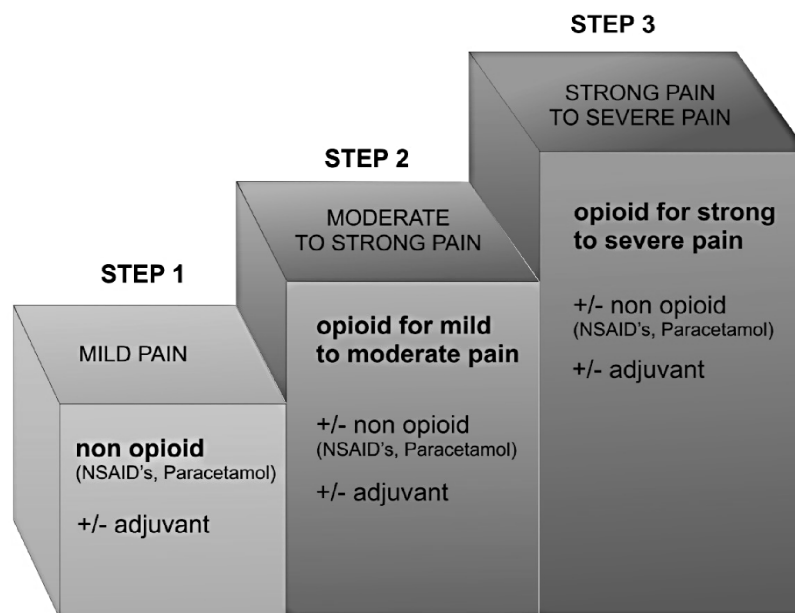 STEP 1
MILD PAIN
non opioid
(NSAID's, Paracetamol)
+/- adjuvant
STEP 2
MODERATE
TO STRONG PAIN
opioid for mild
to moderate pain
+/- non opioid
(NSAID's, Paracetamol)
+/- adjuvant
STEP 3
STRONG PAIN
TO SEVERE PAIN
opioid for strong
to severe pain
+/- non opioid
(NSAID's, Paracetamol)
+/- adjuvant